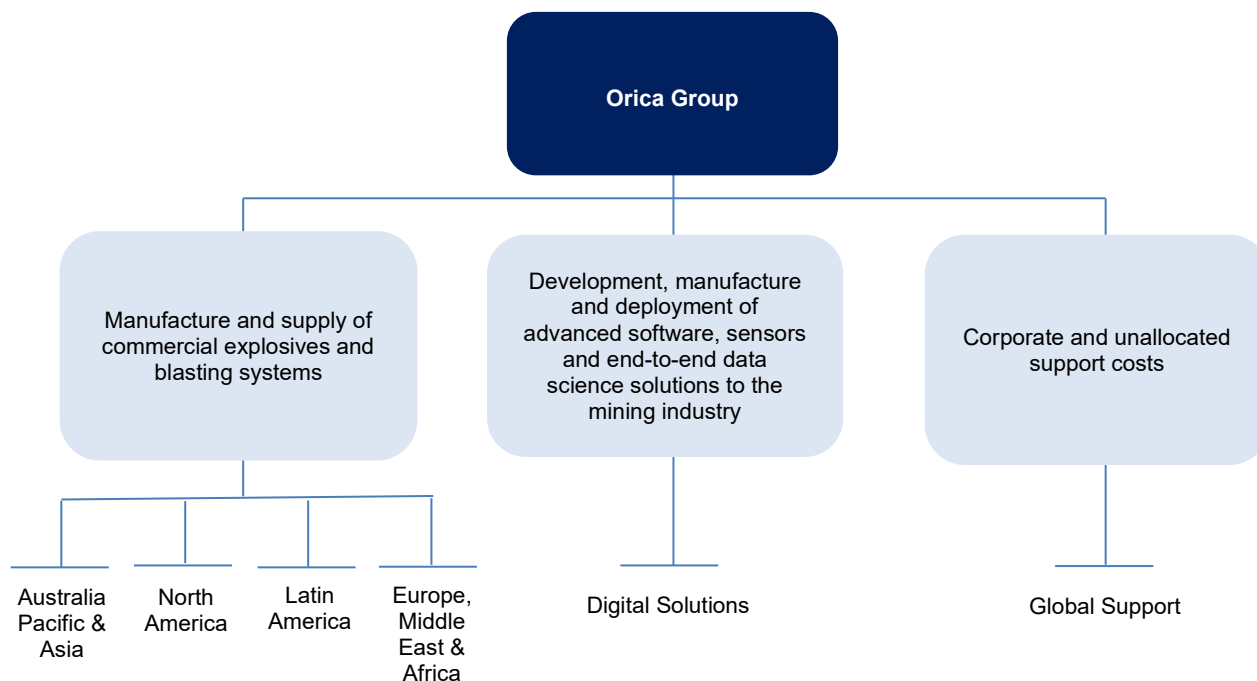 Orica Group
Manufacture and supply of
commercial explosives and
blasting systems
Development, manufacture
and deployment of
advanced software, sensors
and end-to-end data
science solutions to the
mining industry
Corporate and unallocated
support costs
Australia
Pacific &
Asia
North
America
Latin
America
Europe,
Middle
East &
Africa
Digital Solutions
Global Support